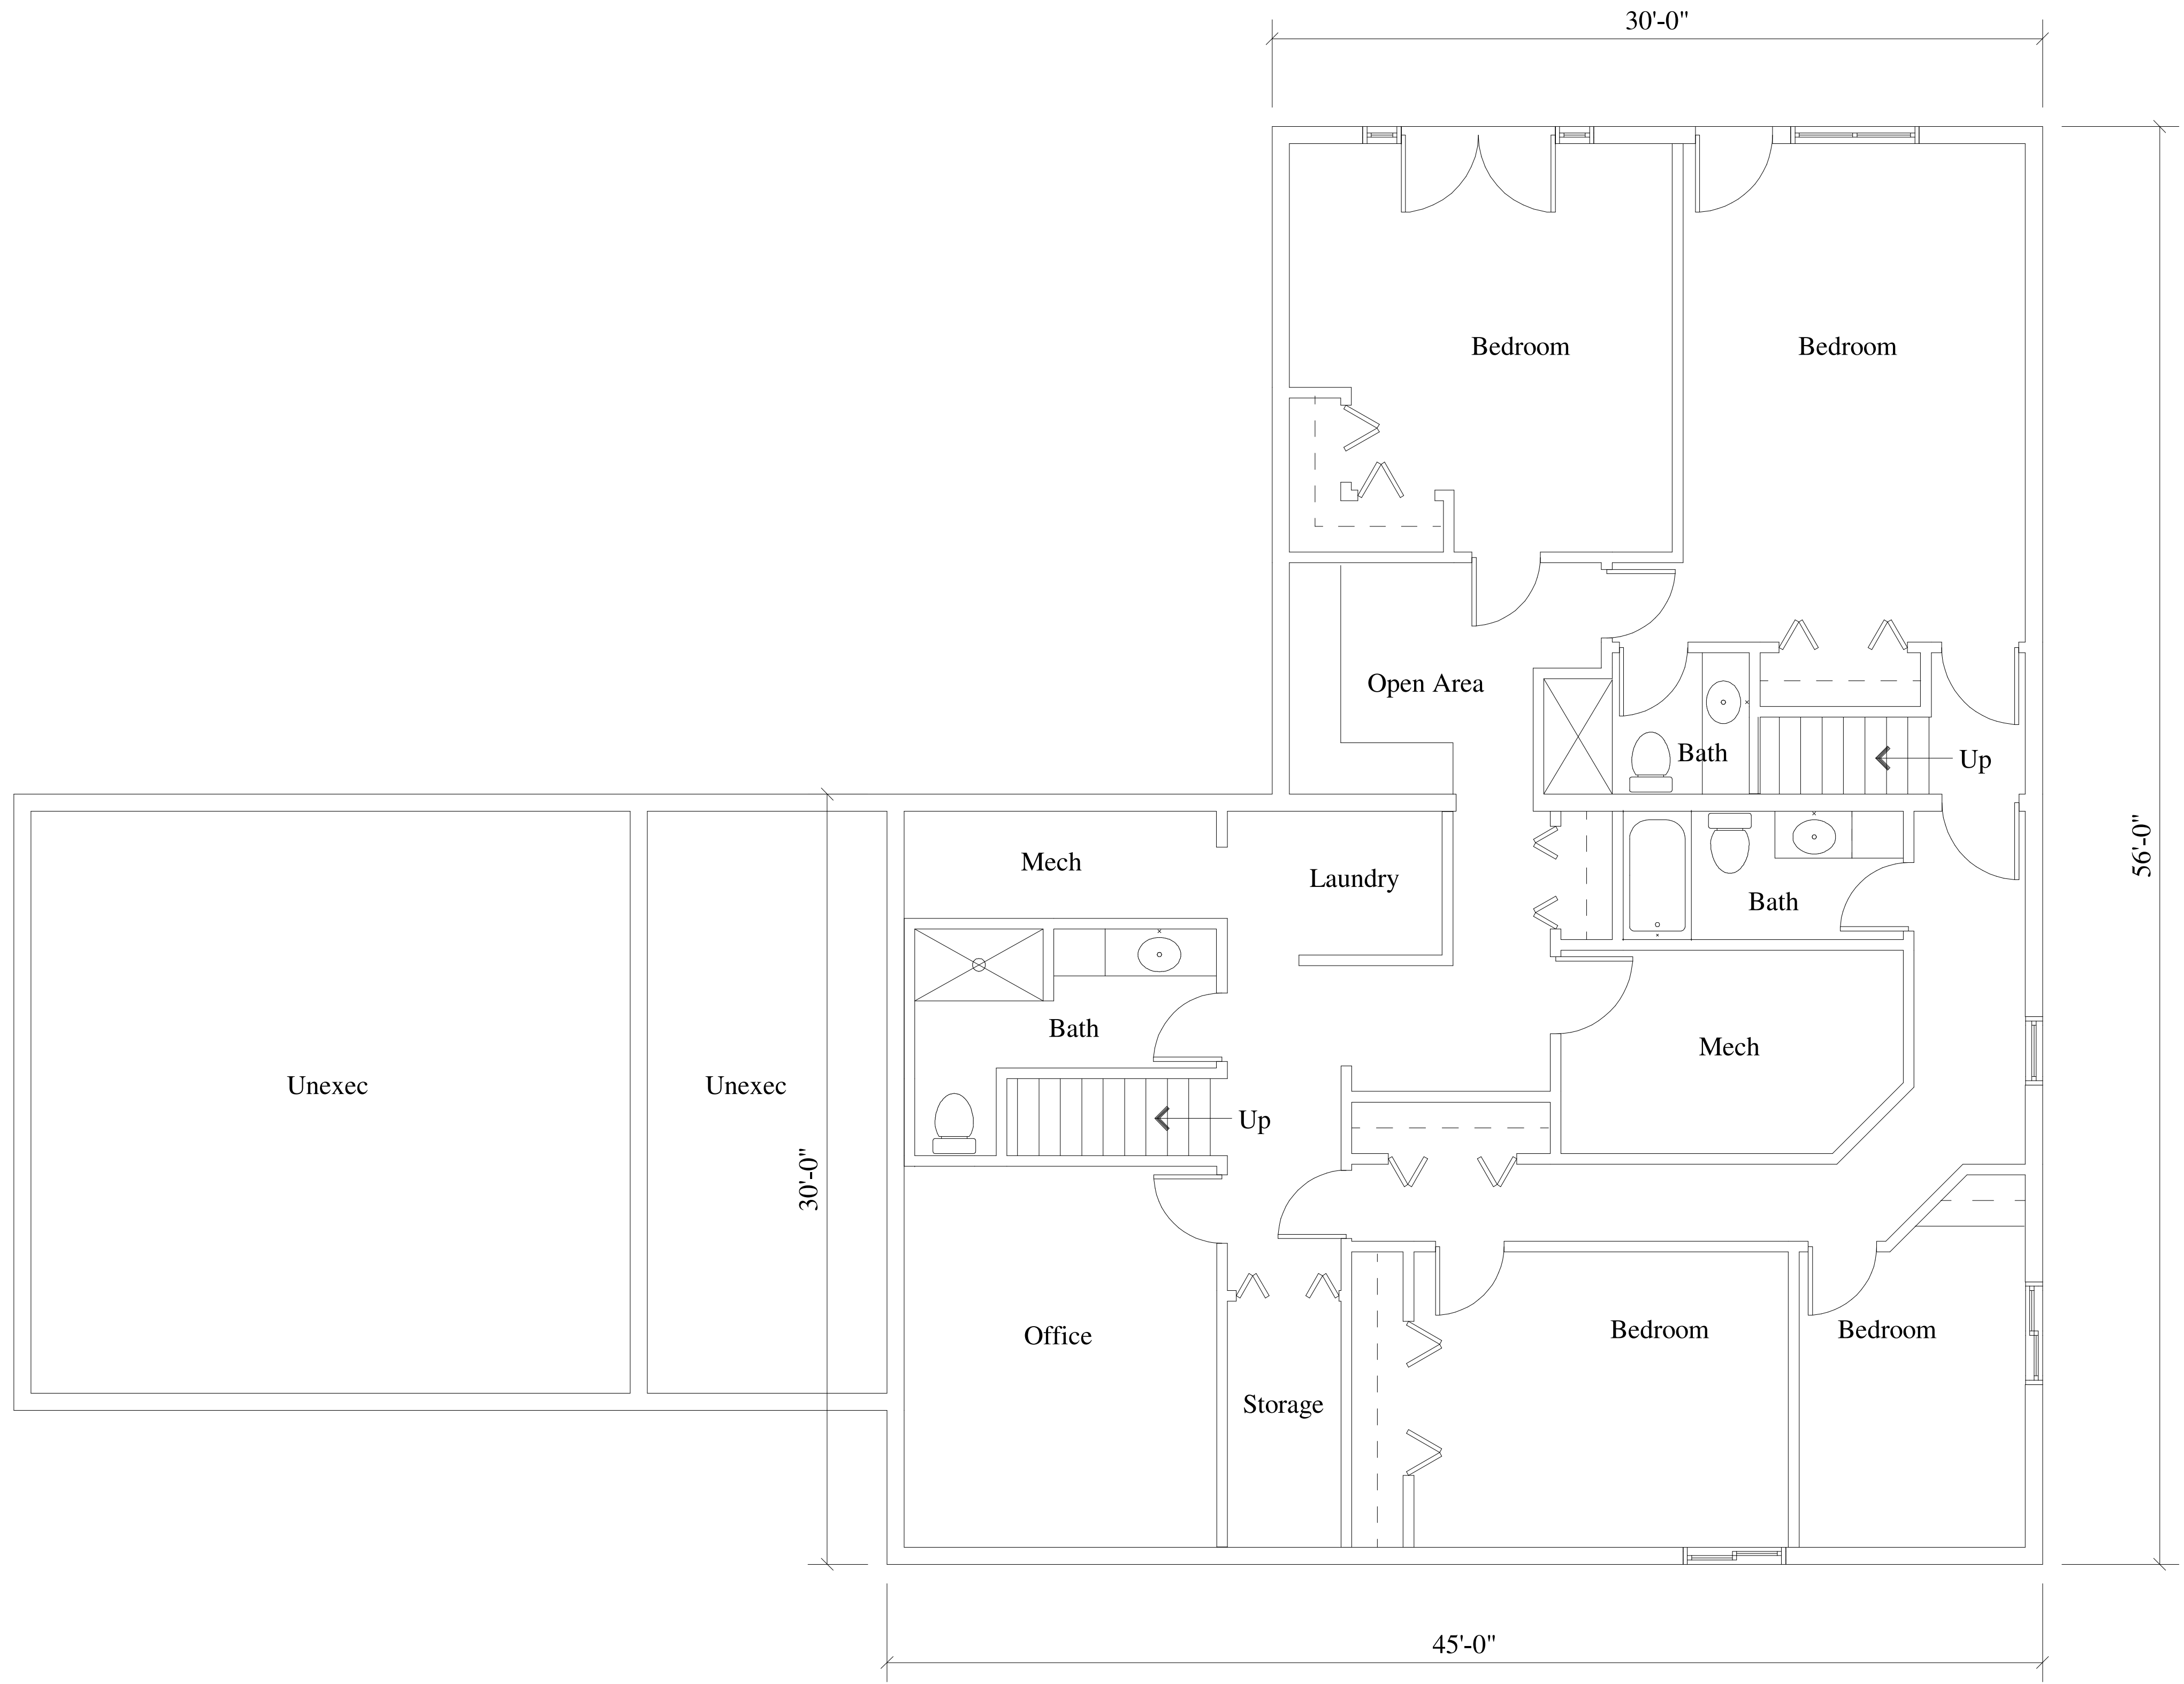 30'-0"
Bedroom
Bedroom
Open Area
Bath
Up
56'-0"
Mech
Laundry
Bath
Bath
Mech
Unexec
Unexec
Up
30'-0"
Office
Bedroom
Bedroom
Storage
45'-0"